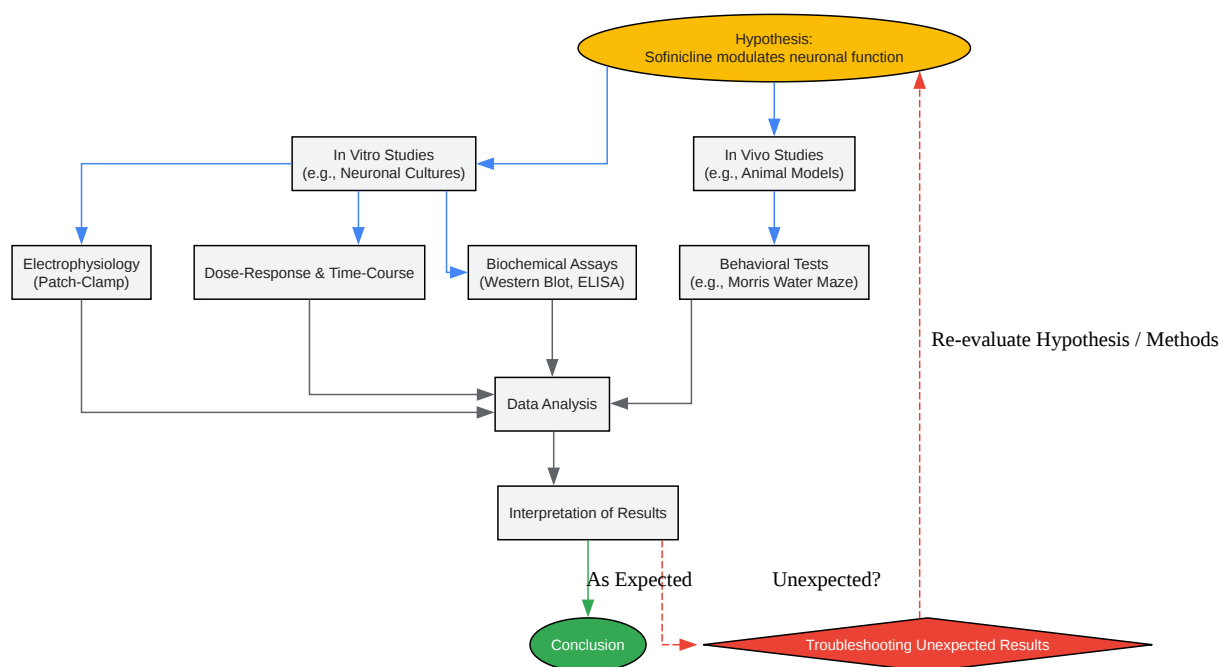 Hypothesis:
Sofinicline modulates neuronal function
In Vitro Studies
(e.g., Neuronal Cultures)
In Vivo Studies
(e.g., Animal Models)
Electrophysiology
(Patch-Clamp)
Dose-Response & Time-Course
Biochemical Assays
(Western Blot, ELISA)
Behavioral Tests
(e.g., Morris Water Maze)
Re-evaluate Hypothesis / Methods
Data Analysis
Interpretation of Results
As Expected
Unexpected?
Conclusion
Troubleshooting Unexpected Results